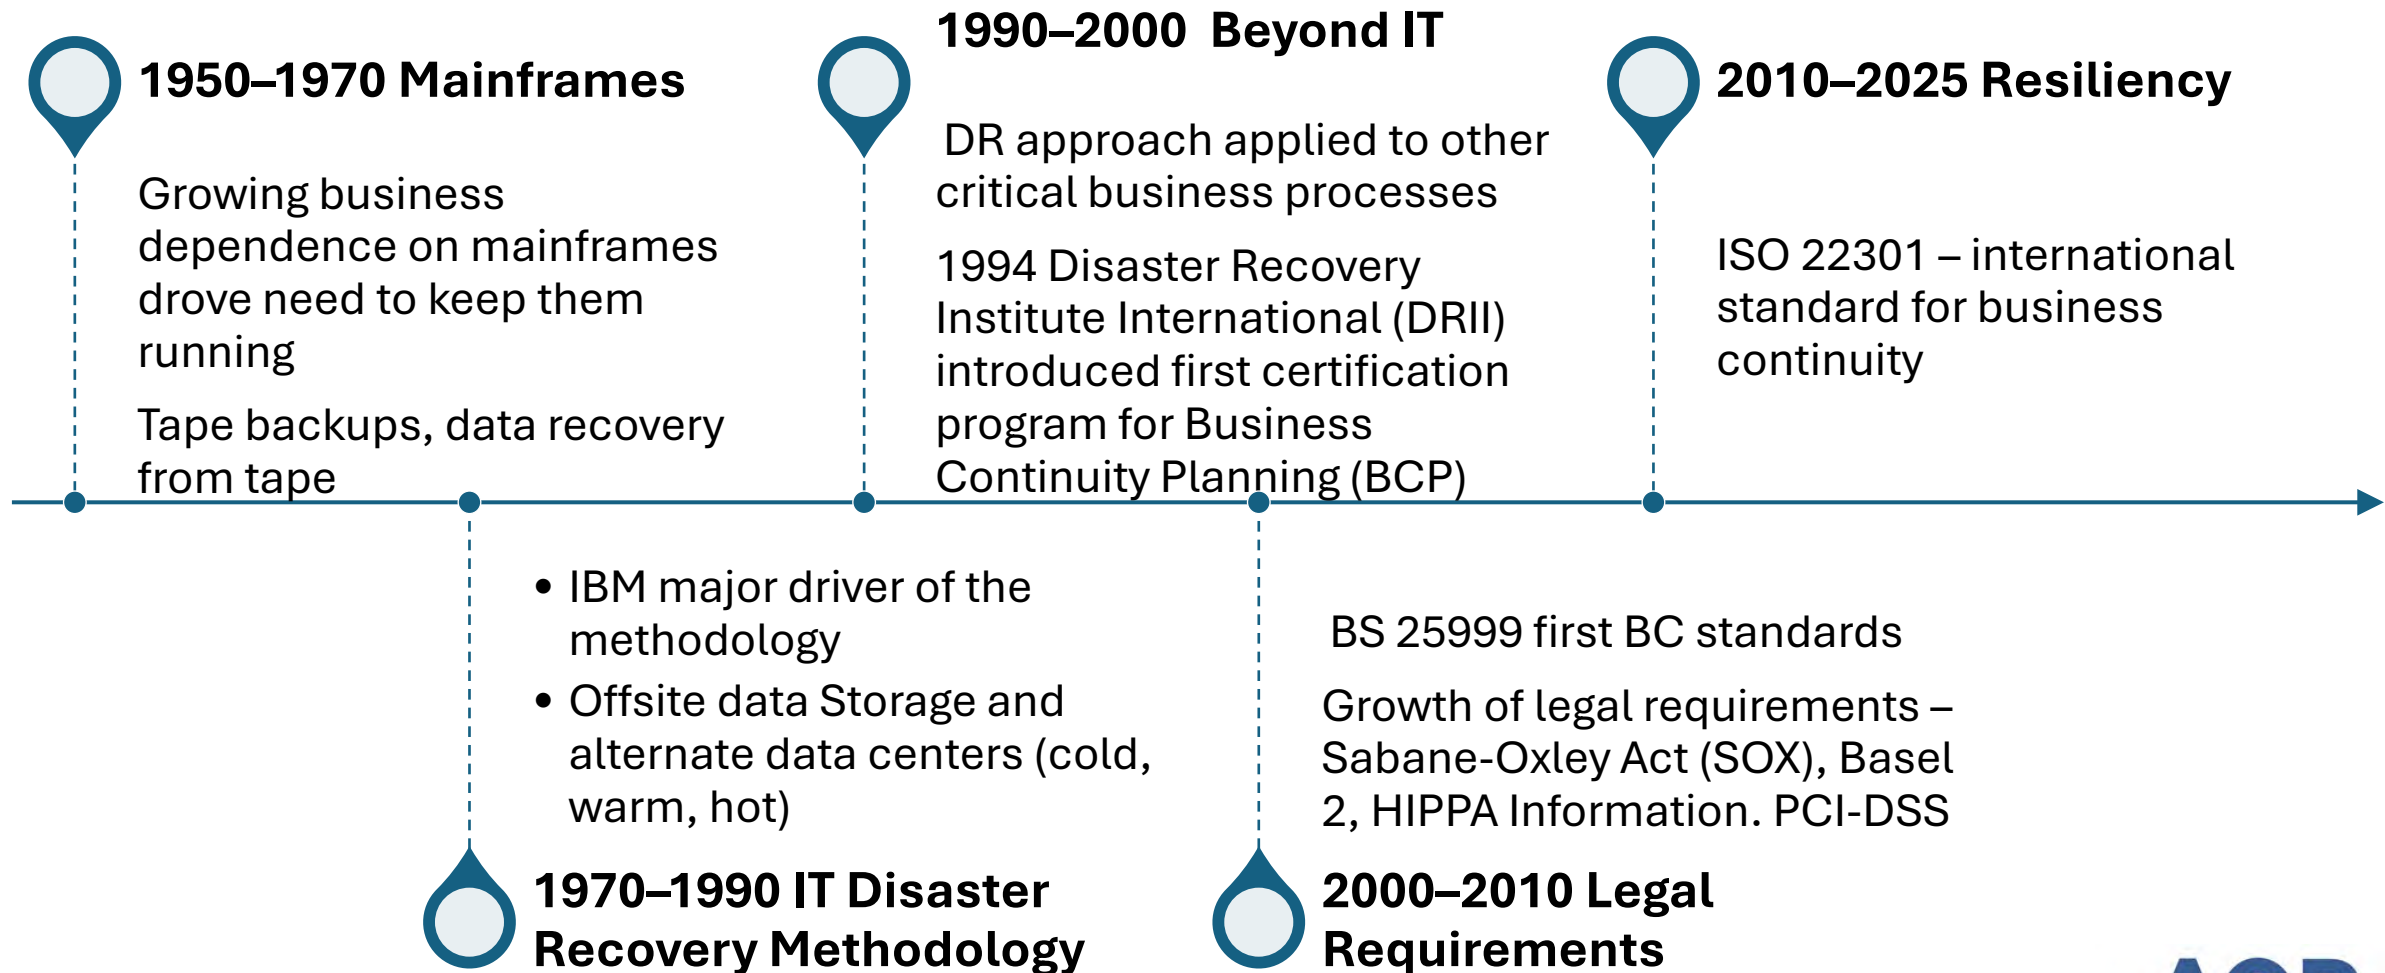 1950–1970 Mainframes
Growing business
dependence on mainframes
drove need to keep them
running
Tape backups, data recovery
from tape
1990–2000 Beyond IT
DR approach applied to other
critical business processes
1994 Disaster Recovery
Institute International (DRII)
introduced first certification
program for Business
Continuity Planning (BCP)
2010–2025 Resiliency
ISO 22301 – international
standard for business
continuity
• IBM major driver of the
methodology
• Offsite data Storage and
alternate data centers (cold,
warm, hot)
1970–1990 IT Disaster
Recovery Methodology
BS 25999 first BC standards
Growth of legal requirements –
Sabane-Oxley Act (SOX), Basel
2, HIPPA Information. PCI-DSS
2000–2010 Legal
Requirements